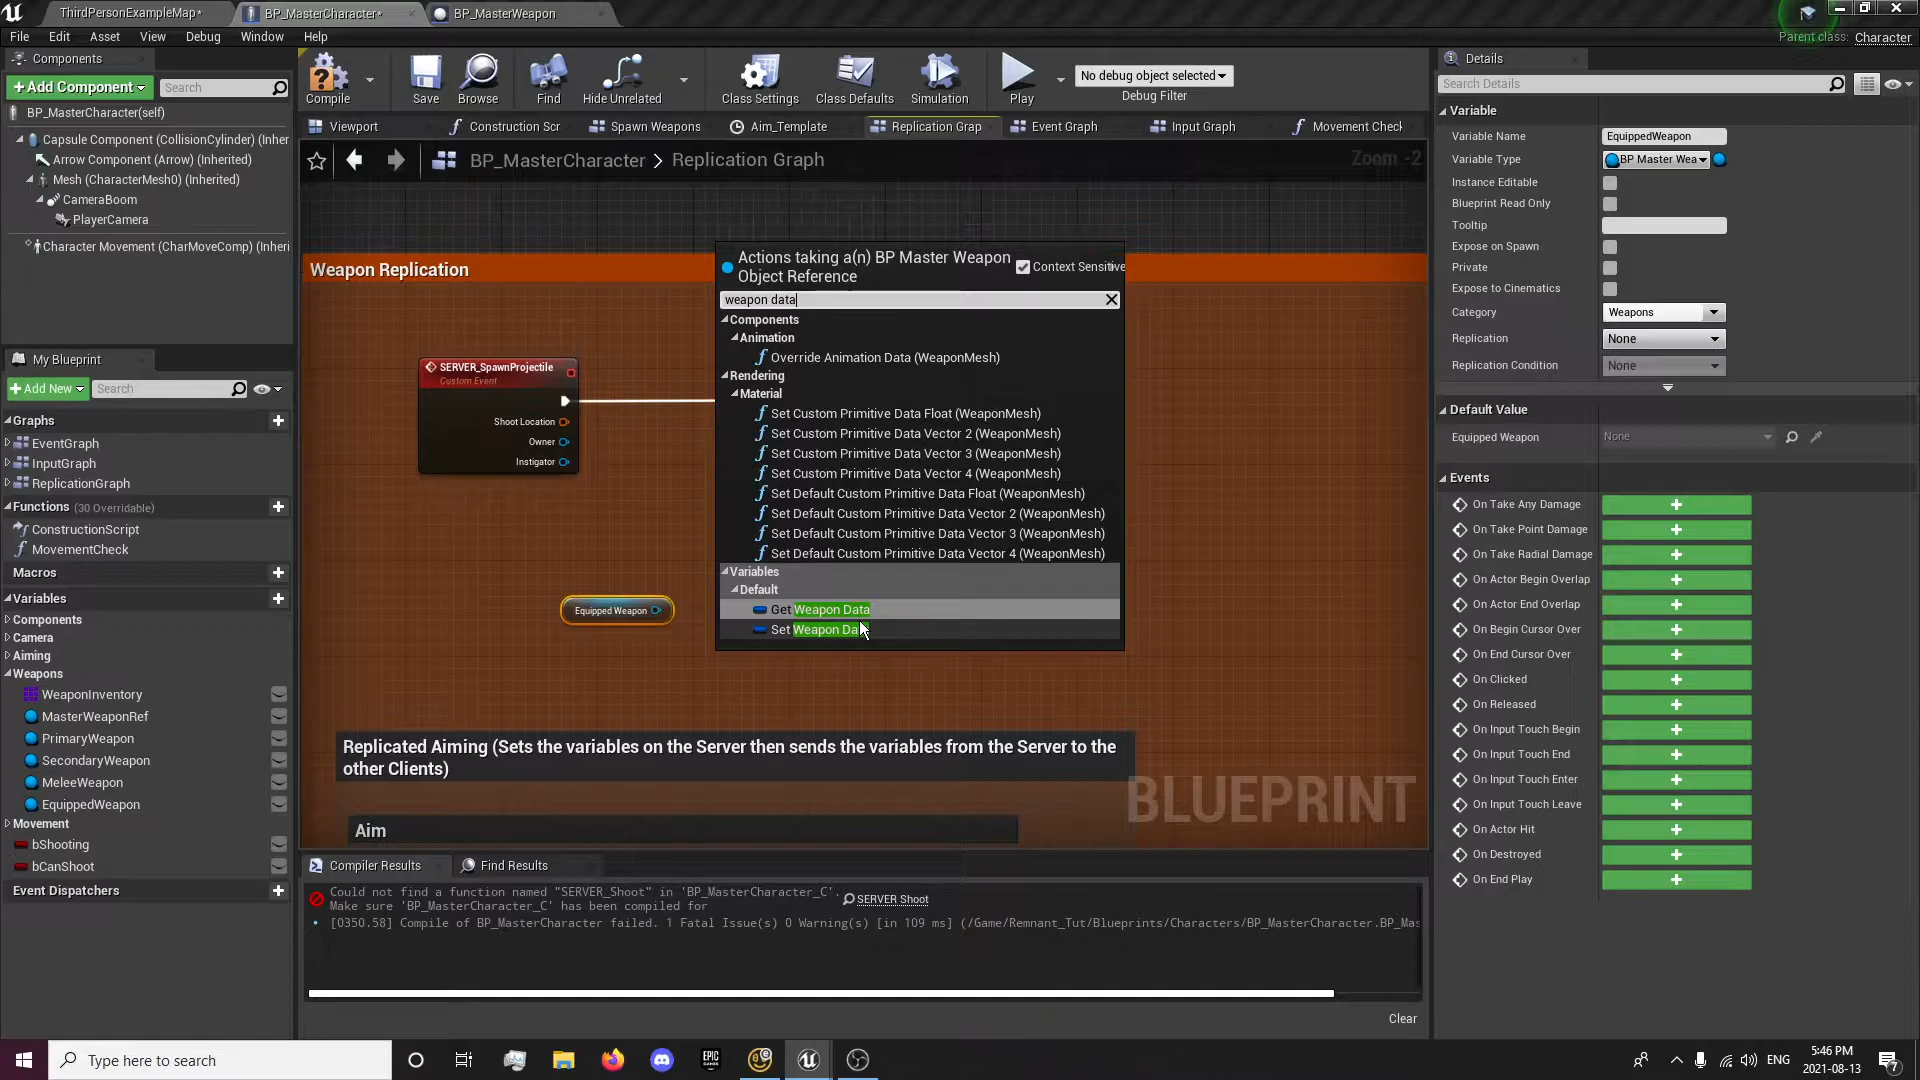 ThirdPersonExampleMap*
BP_MasterCharacter*
BP_MasterWeapon
File Edit Asset View Debug Window Help
Parent class: Character
Components
+Add Component
Search
BP_MasterCharacter(self)
Capsule Component (CollisionCylinder) (Inher
Arrow Component (Arrow) (Inherited)
Mesh (CharacterMesh0) (Inherited)
CameraBoom
PlayerCamera
Character Movement (CharMoveComp) (Inheri
Compile
Save
Browse
Find
Hide Unrelated
Class Settings
Class Defaults
Simulation
Play
No debug object selected
Debug Filter
Viewport
Construction Scr
Spawn Weapons
Aim_Template
Replication Grap
Event Graph
Input Graph
Movement Check
BP_MasterCharacter > Replication Graph
Zoom -2
Weapon Replication
SERVER_SpawnProjectile
Custom Event
Shoot Location
Owner
Instigator
Equipped Weapon
Actions taking a(n) BP Master Weapon
Object Reference
Context Sensitive
weapon data
Components
Animation
Override Animation Data (WeaponMesh)
Rendering
Material
Set Custom Primitive Data Float (WeaponMesh)
Set Custom Primitive Data Vector 2 (WeaponMesh)
Set Custom Primitive Data Vector 3 (WeaponMesh)
Set Custom Primitive Data Vector 4 (WeaponMesh)
Set Default Custom Primitive Data Float (WeaponMesh)
Set Default Custom Primitive Data Vector 2 (WeaponMesh)
Set Default Custom Primitive Data Vector 3 (WeaponMesh)
Set Default Custom Primitive Data Vector 4 (WeaponMesh)
Variables
Default
Get Weapon Data
Set Weapon Da
Replicated Aiming (Sets the variables on the Server then sends the variables from the Server to the
other Clients)
Aim
BLUEPRINT
My Blueprint
+Add New
Search
Graphs
EventGraph
InputGraph
ReplicationGraph
Functions (30 Overridable)
ConstructionScript
MovementCheck
Macros
Variables
Components
Camera
Aiming
Weapons
WeaponInventory
MasterWeaponRef
PrimaryWeapon
SecondaryWeapon
MeleeWeapon
EquippedWeapon
Movement
bShooting
bCanShoot
Event Dispatchers
Compiler Results
Find Results
Could not find a function named "SERVER_Shoot" in 'BP_MasterCharacter_C'.
Make sure 'BP_MasterCharacter_C' has been compiled for
SERVER Shoot
[0350.58] Compile of BP_MasterCharacter failed. 1 Fatal Issue(s) 0 Warning(s) [in 109 ms] (/Game/Remnant_Tut/Blueprints/Characters/BP_MasterCharacter.BP_Mas
Clear
Details
Search Details
Variable
Variable Name EquippedWeapon
Variable Type BP Master Wea
Instance Editable
Blueprint Read Only
Tooltip
Expose on Spawn
Private
Expose to Cinematics
Category Weapons
Replication None
Replication Condition None
Default Value
Equipped Weapon None
Events
On Take Any Damage
On Take Point Damage
On Take Radial Damage
On Actor Begin Overlap
On Actor End Overlap
On Begin Cursor Over
On End Cursor Over
On Clicked
On Released
On Input Touch Begin
On Input Touch End
On Input Touch Enter
On Input Touch Leave
On Actor Hit
On Destroyed
On End Play
Type here to search
EPIC
ENG
5:46 PM
2021-08-13
7